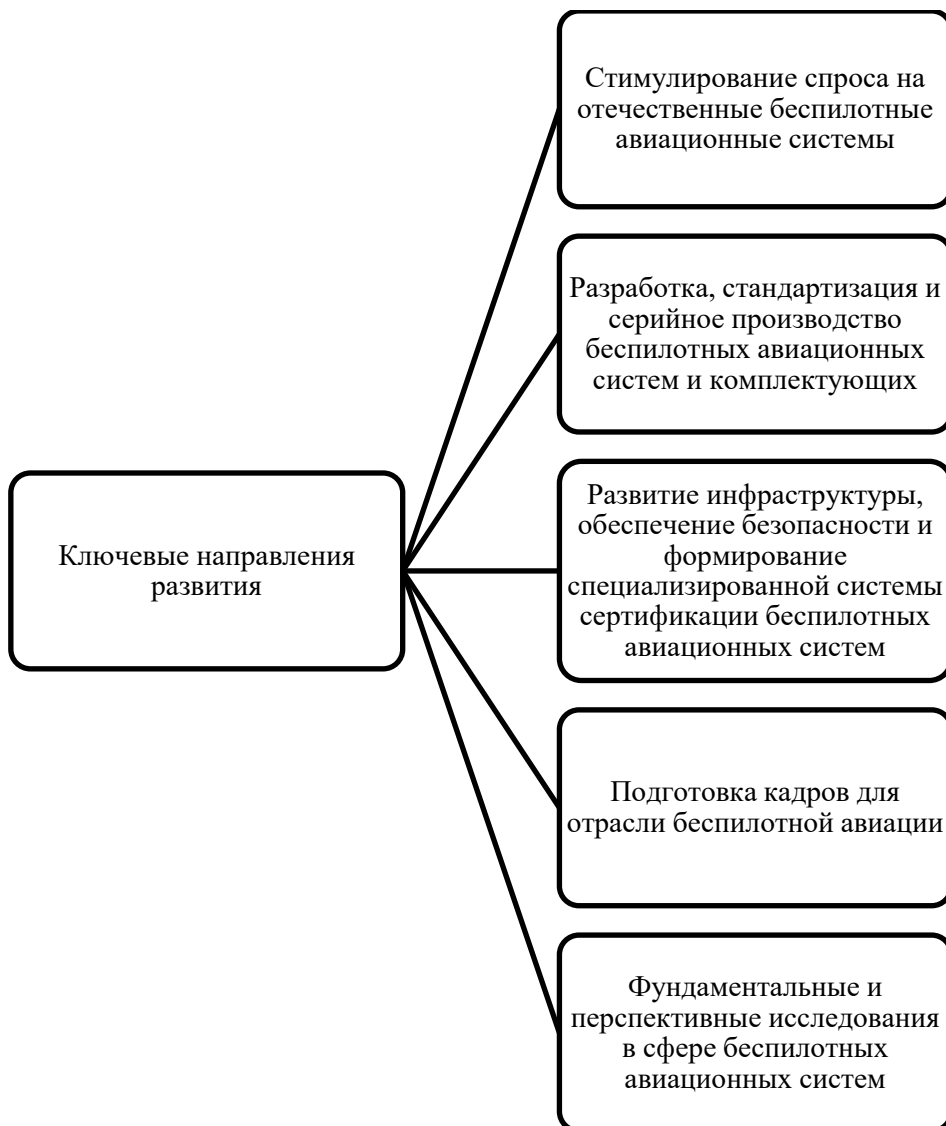 Ключевые направления
развития
Стимулирование спроса на
отечественные беспилотные
авиационные системы
Разработка, стандартизация и
серийное производство
беспилотных авиационных
систем и комплектующих
Развитие инфраструктуры,
обеспечение безопасности и
формирование
специализированной системы
сертификации беспилотных
авиационных систем
Подготовка кадров для
отрасли беспилотной авиации
Фундаментальные и
перспективные исследования
в сфере беспилотных
авиационных систем